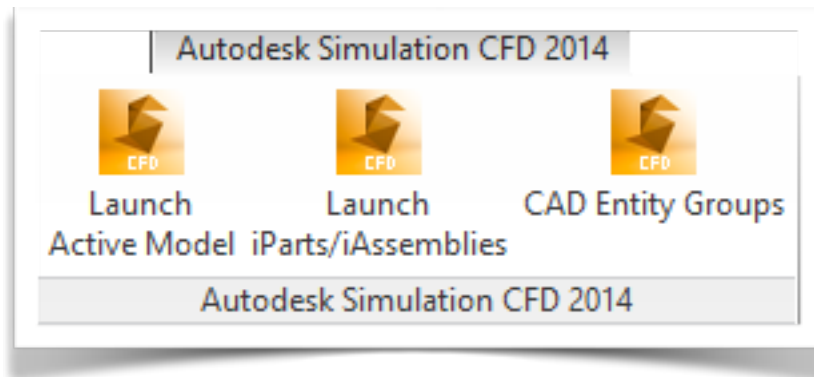 Autodesk Simulation CFD 2014
CFD CFD CFD
Launch Launch CAD Entity Groups
Active Model iParts/iAssemblies
Autodesk Simulation CFD 2014